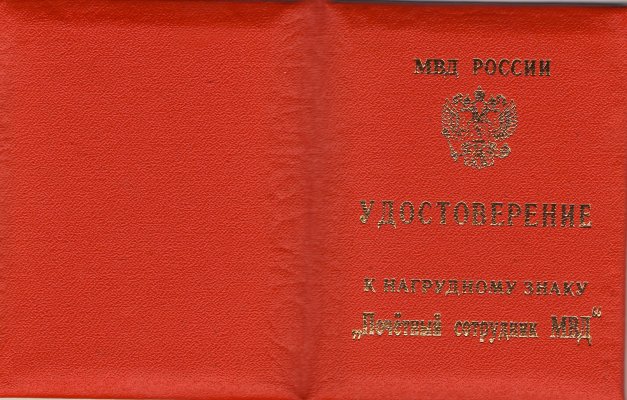 МВД РОССИИ
УДОСТОВЕРЕНИЕ
К НАГРУДНОМУ ЗНАКУ
„Почётный сотрудник МВД“